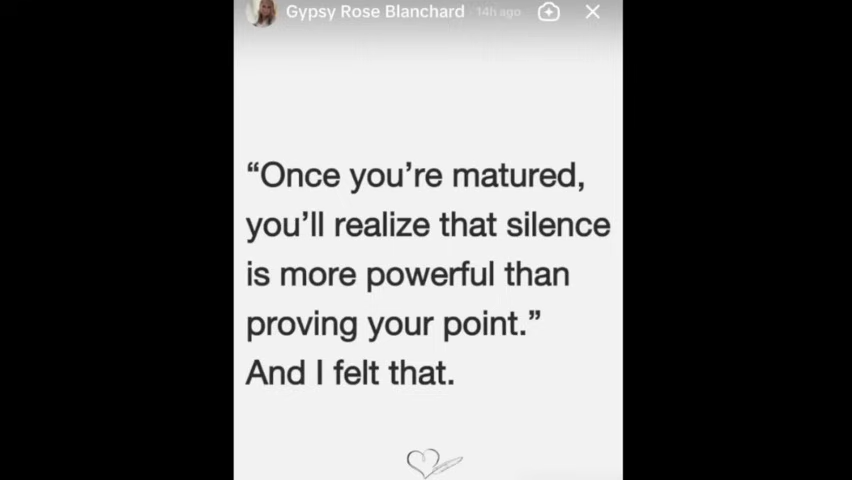 Gypsy Rose Blanchard 14h ago
“Once you’re matured,
you’ll realize that silence
is more powerful than
proving your point.”
And I felt that.